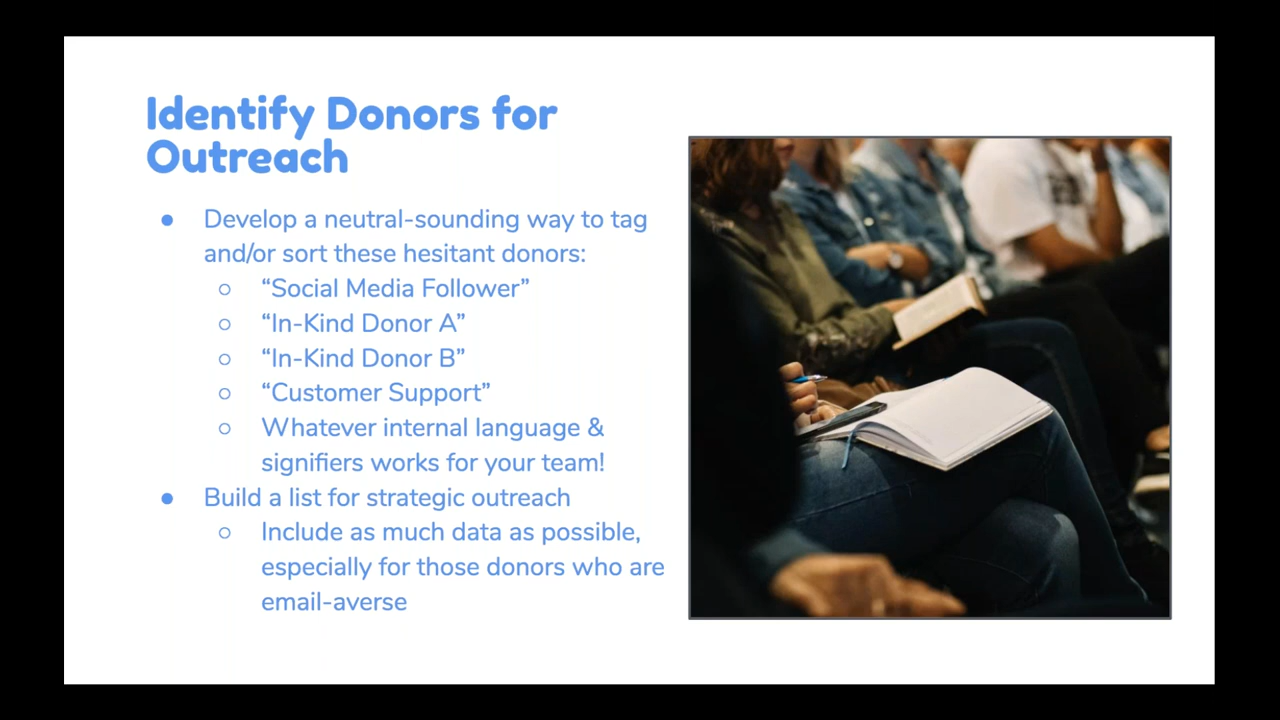 Identify Donors for
Outreach
● Develop a neutral-sounding way to tag
and/or sort these hesitant donors:
○ “Social Media Follower”
○ “In-Kind Donor A”
○ “In-Kind Donor B”
○ “Customer Support”
○ Whatever internal language &
signifiers works for your team!
● Build a list for strategic outreach
○ Include as much data as possible,
especially for those donors who are
email-averse